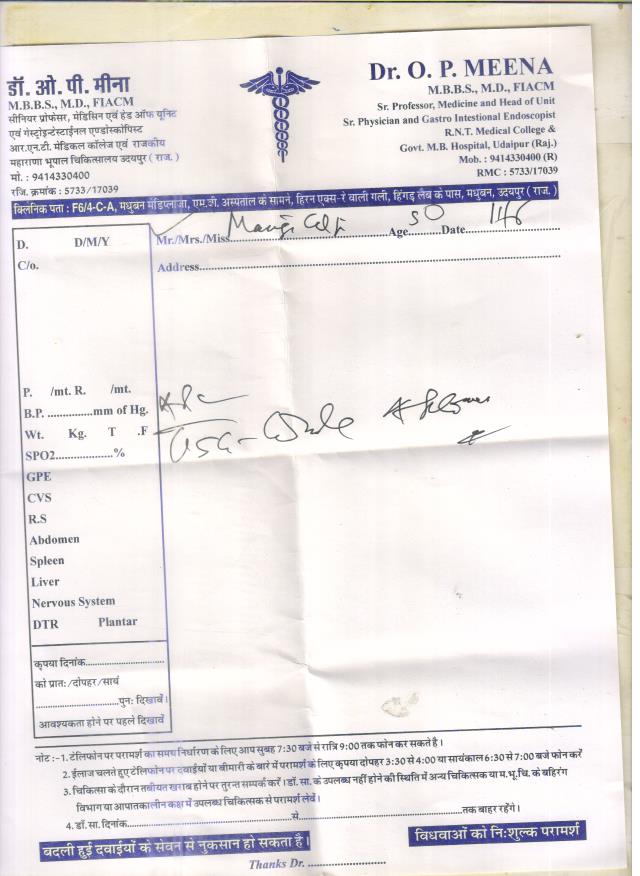 डॉ. ओ. पी. मीना
M.B.B.S., M.D., FIACM
सीनियर प्रोफेसर, मेडिसिन एवं हेड ऑफ यूनिट
एवं गेस्ट्रोइन्टेस्टाईनल एण्डोस्कोपिस्ट
आर.एन.टी. मेडिकल कॉलेज एवं राजकीय
महाराणा भूपाल चिकित्सालय उदयपुर ( राज. )
मो. : 9414330400
रजि. क्रमांक : 5733/17039
Dr. O. P. MEENA
M.B.B.S., M.D., FIACM
Sr. Professor, Medicine and Head of Unit
Sr. Physician and Gastro Intestional Endoscopist
R.N.T. Medical College &
Govt. M.B. Hospital, Udaipur (Raj.)
Mob. : 9414330400 (R)
RMC : 5733/17039
क्लिनिक पता : F6/4-C-A, मधुबन मेडिप्लाजा, एम.जी. अस्पताल के सामने, हिरन एक्स-रे वाली गली, हिंगड़ लैब के पास, मधुबन, उदयपुर ( राज. )
Mr./Mrs./Miss Age 50 Date
Address
D. D/M/Y
C/o.
P. /mt. R. /mt.
B.P. ...............mm of Hg.
Wt. Kg. T .F
SPO2...................%
GPE
CVS
R.S
Abdomen
Spleen
Liver
Nervous System
DTR Plantar
USG - Whole Abdomen
कृपया दिनांक
को प्रात: /दोपहर /सायं
पुन: दिखावें।
आवश्यकता होने पर पहले दिखावें
नोट :-1. टेलिफोन पर परामर्श का समय निर्धारण के लिए आप सुबह 7:30 बजे से रात्रि 9:00 तक फोन कर सकते है।
2. ईलाज चलते हुए टेलिफोन पर दवाईयों या बीमारी के बारे में परामर्श के लिए कृपया दोपहर 3:30 से 4:00 या सायंकाल 6:30 से 7:00 बजे फोन करें
3. चिकित्सा के दौरान तबीयत खराब होने पर तुरन्त सम्पर्क करें। डॉ. सा. के उपलब्ध नहीं होने की स्थिति में अन्य चिकित्सक या म.भू.चि. के बहिरंग
विभाग या आपातकालीन कक्ष में उपलब्ध चिकित्सक से परामर्श लेवें।
4. डॉ. सा. दिनांक से तक बाहर रहेंगे।
बदली हुई दवाईयों के सेवन से नुकसान हो सकता है।
विधवाओं को नि:शुल्क परामर्श
Thanks Dr. ......................